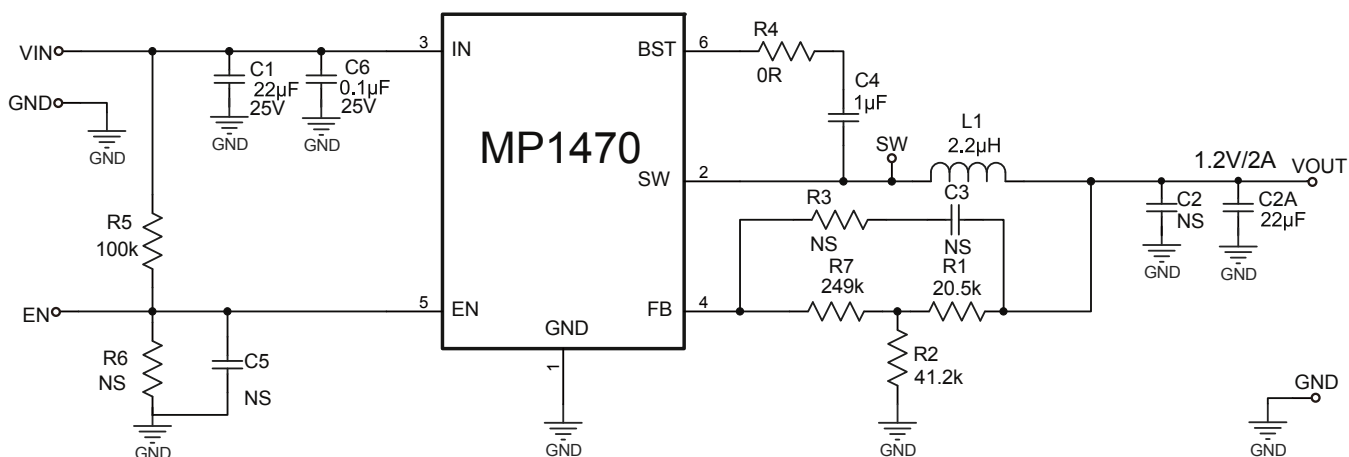 VIN
GND
GND
C1
22µF
25V
GND
C6
0.1µF
25V
GND
R5
100k
EN
R6
NS
C5
NS
GND
3
IN
MP1470
BST
6
SW
2
5
EN
FB
4
GND
1
GND
R4
0R
C4
1µF
SW
L1
2.2µH
R3
NS
C3
NS
R7
249k
R1
20.5k
R2
41.2k
GND
1.2V/2A
VOUT
C2
NS
GND
C2A
22µF
GND
GND
GND